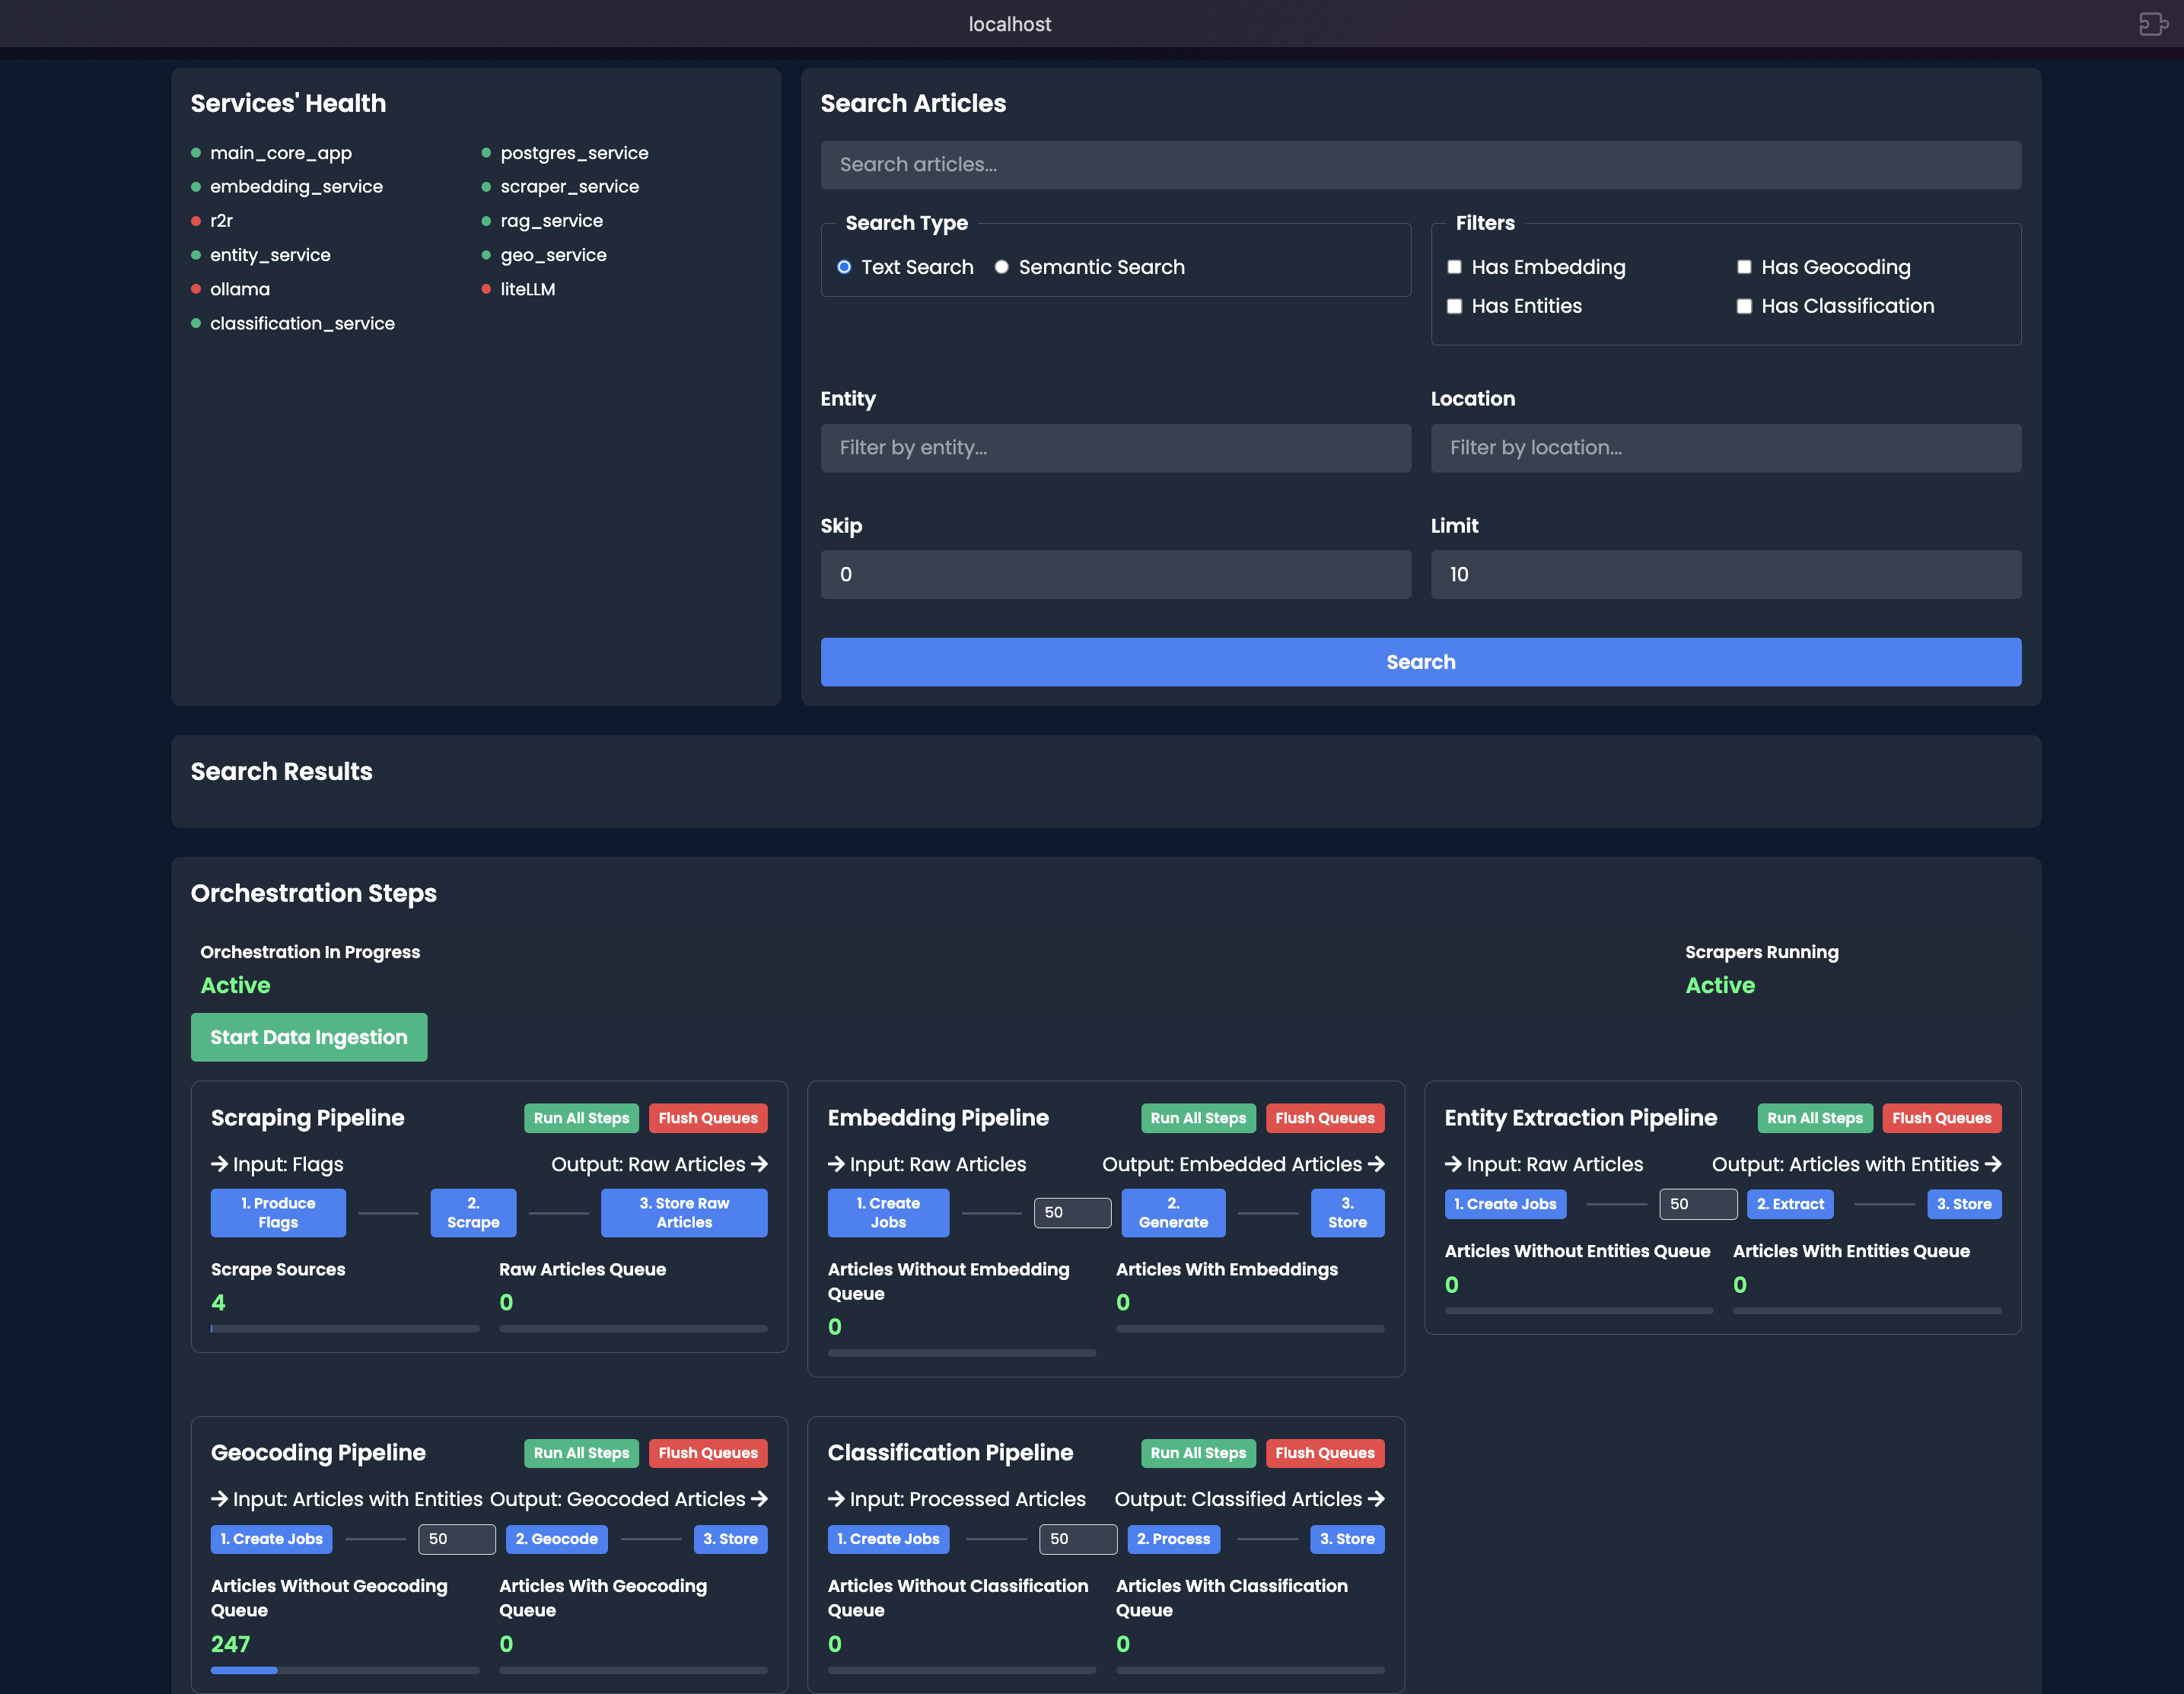 localhost
Services' Health
main_core_app
postgres_service
embedding_service
scraper_service
r2r
rag_service
entity_service
geo_service
ollama
liteLLM
classification_service
Search Articles
Search articles...
Search Type
Text Search
Semantic Search
Filters
Has Embedding
Has Geocoding
Has Entities
Has Classification
Entity
Filter by entity...
Location
Filter by location...
Skip
0
Limit
10
Search
Search Results
Orchestration Steps
Orchestration In Progress
Active
Scrapers Running
Active
Start Data Ingestion
Scraping Pipeline
Run All Steps
Flush Queues
Input: Flags
Output: Raw Articles
1. Produce
Flags
2.
Scrape
3. Store Raw
Articles
Scrape Sources
4
Raw Articles Queue
0
Embedding Pipeline
Run All Steps
Flush Queues
Input: Raw Articles
Output: Embedded Articles
1. Create
Jobs
50
2.
Generate
3.
Store
Articles Without Embedding
Queue
0
Articles With Embeddings
0
Entity Extraction Pipeline
Run All Steps
Flush Queues
Input: Raw Articles
Output: Articles with Entities
1. Create Jobs
50
2. Extract
3. Store
Articles Without Entities Queue
0
Articles With Entities Queue
0
Geocoding Pipeline
Run All Steps
Flush Queues
Input: Articles with Entities
Output: Geocoded Articles
1. Create Jobs
50
2. Geocode
3. Store
Articles Without Geocoding
Queue
247
Articles With Geocoding
Queue
0
Classification Pipeline
Run All Steps
Flush Queues
Input: Processed Articles
Output: Classified Articles
1. Create Jobs
50
2. Process
3. Store
Articles Without Classification
Queue
0
Articles With Classification
Queue
0